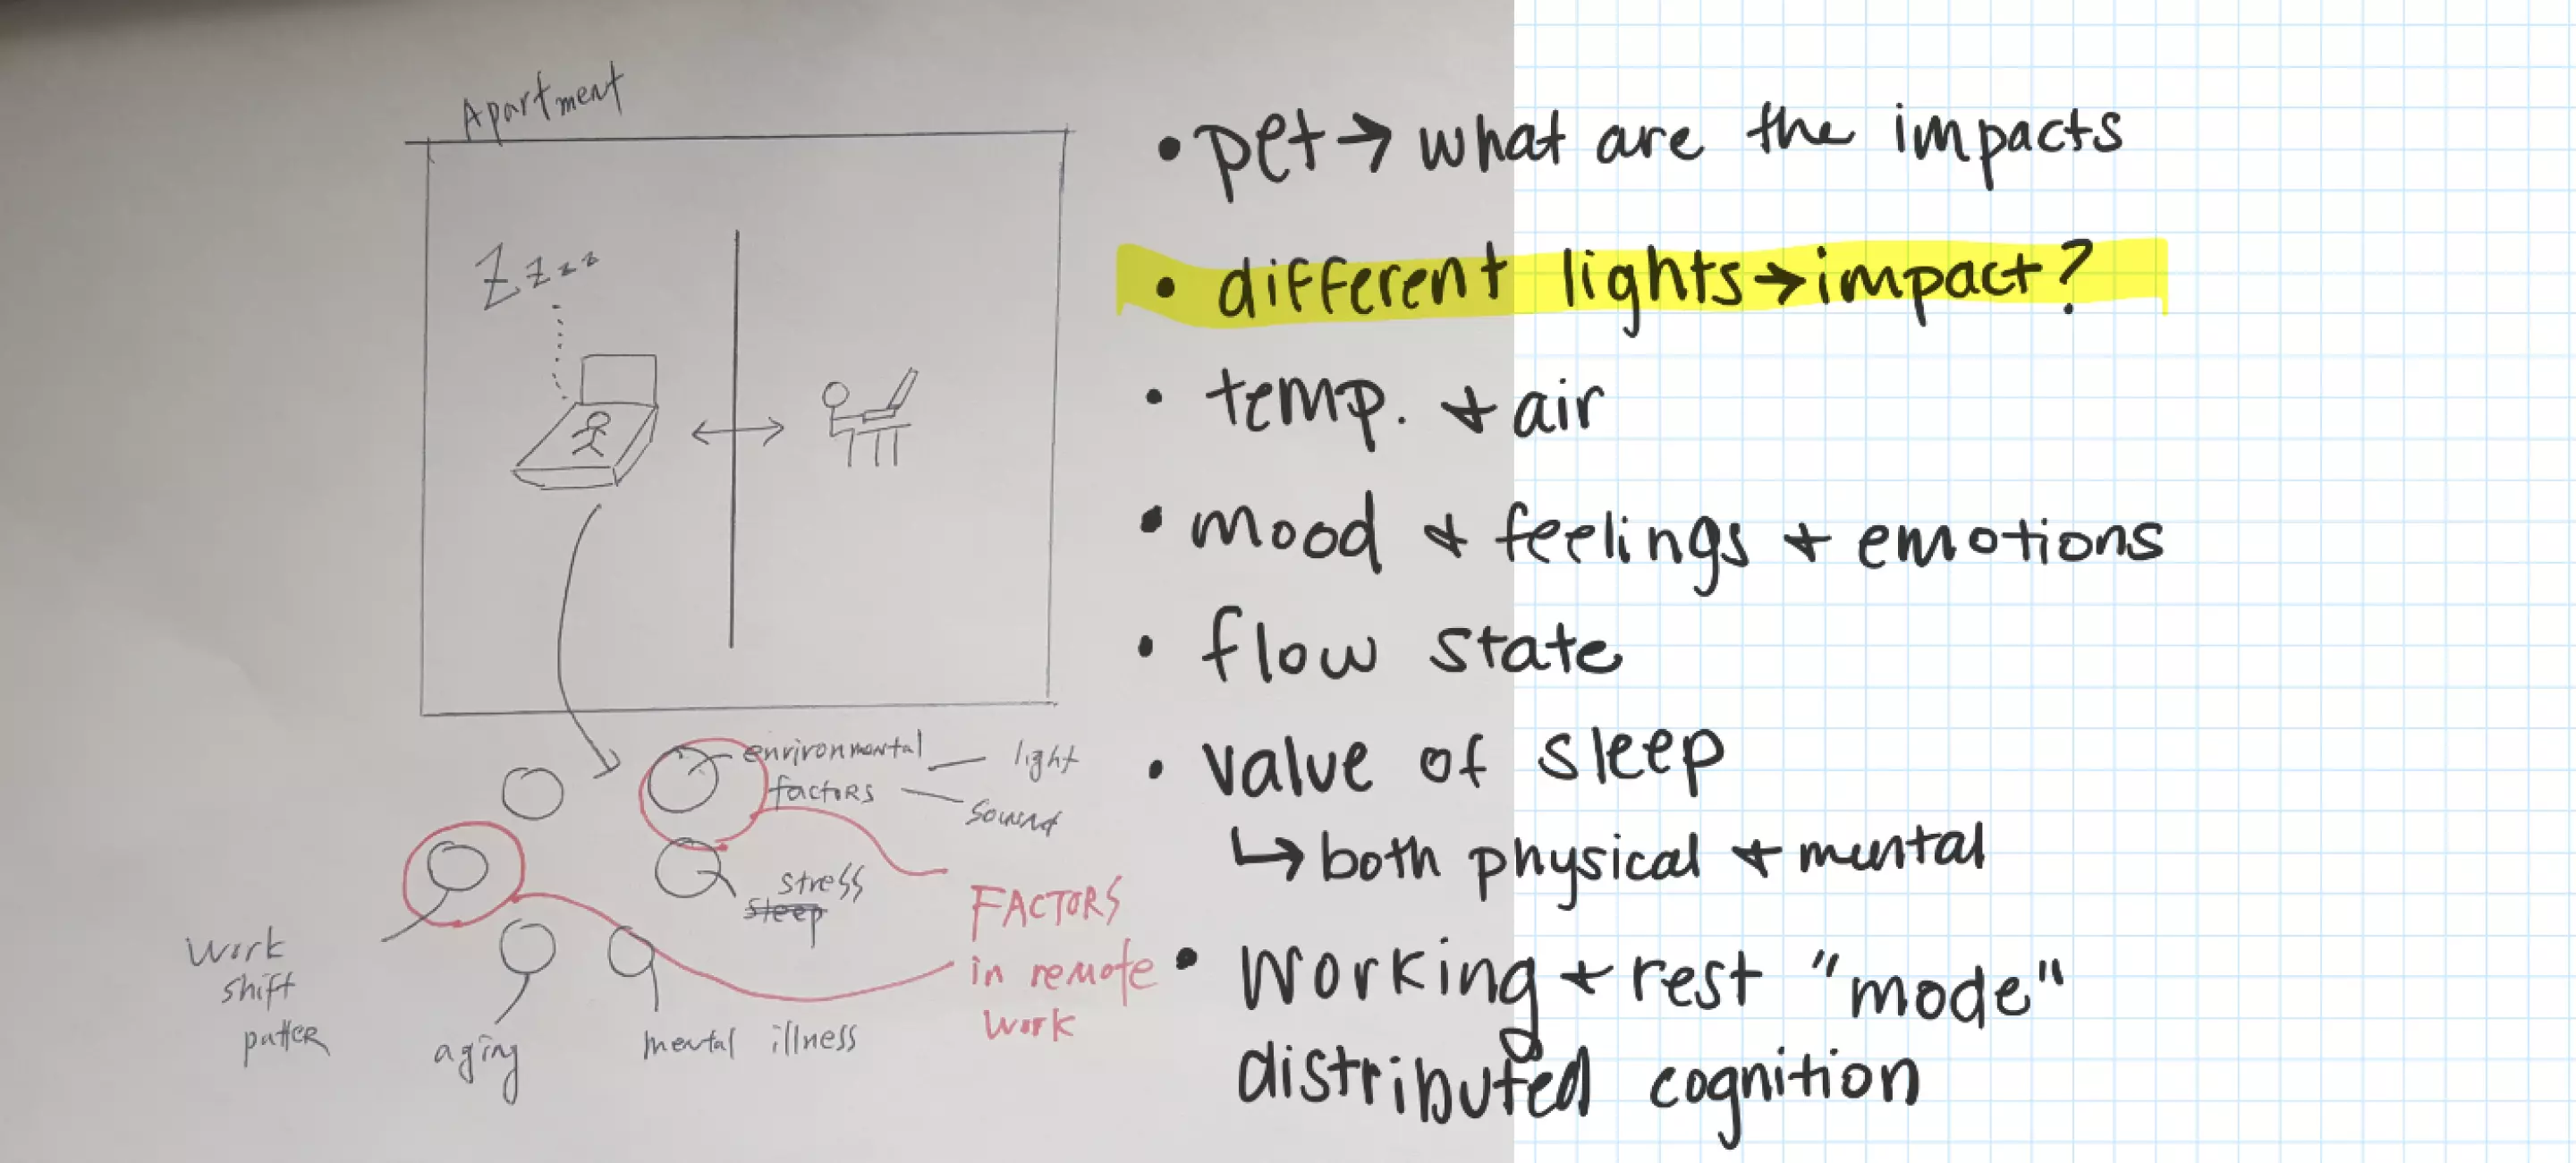 Apartment
Zzzz
environmental
factors
light
sound
stress
sleep
Work
shift
patter
aging
mental illness
FACTORS
in remote
work
• pet → what are the impacts
• different lights → impact?
• temp. + air
• mood & feelings + emotions
• flow state
• value of sleep
↳ both physical + mental
• working + rest "mode"
distributed cognition